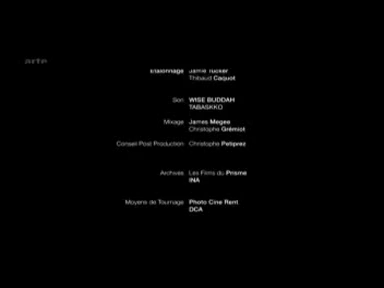 arte
Etalonnage Jamie Tucker
Thibaud Caquot
Son WISE BUDDAH
TABASKKO
Mixage James Megee
Christophe Grémiot
Conseil Post Production Christophe Petiprez
Archives Les Films du Prisme
INA
Moyens de Tournage Photo Cine Rent
DCA